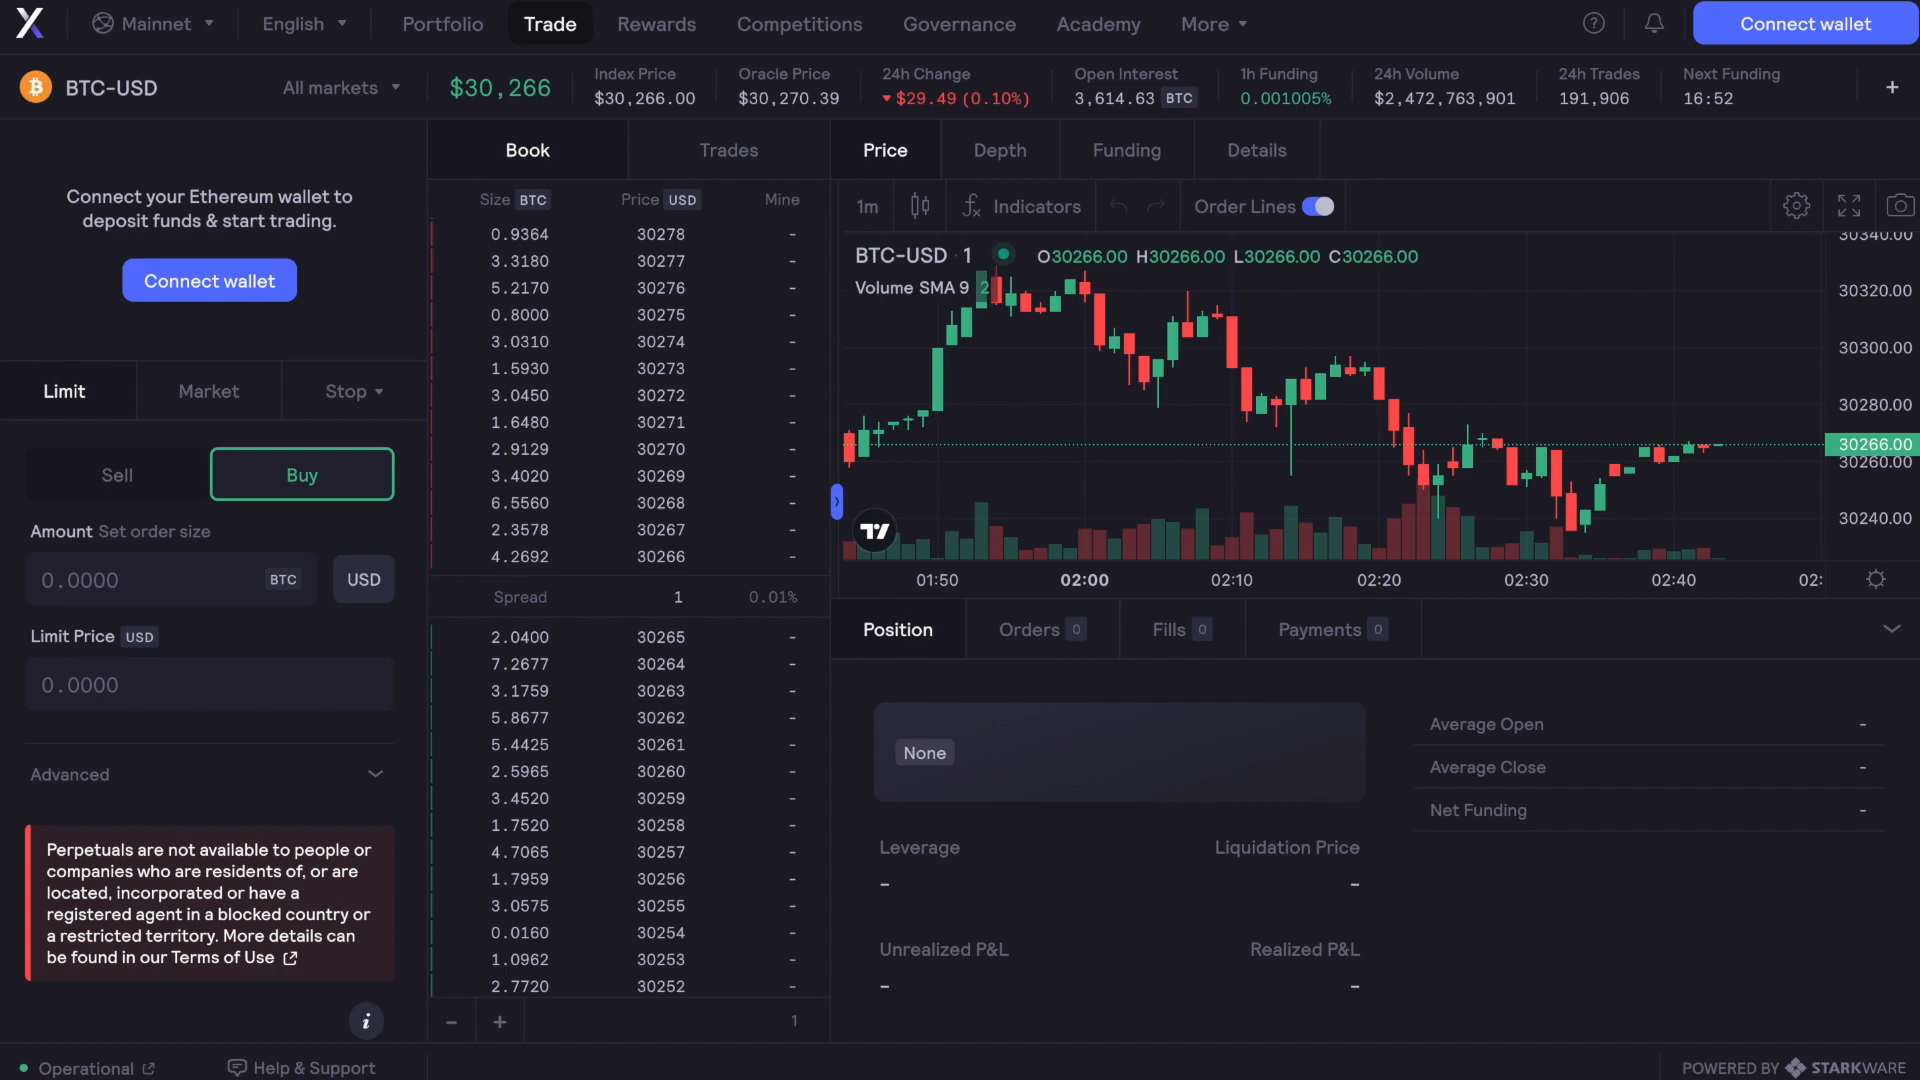 Mainnet
English
Portfolio
Trade
Rewards
Competitions
Governance
Academy
More
?
Connect wallet
BTC-USD
All markets
$30,266
Index Price
$30,266.00
Oracle Price
$30,270.39
24h Change
$29.49 (0.10%)
Open Interest
3,614.63 BTC
1h Funding
0.001005%
24h Volume
$2,472,763,901
24h Trades
191,906
Next Funding
16:52
+
Connect your Ethereum wallet to
deposit funds & start trading.
Connect wallet
Limit
Market
Stop
Sell
Buy
Amount Set order size
0.0000 BTC
USD
Limit Price USD
0.0000
Advanced
Perpetuals are not available to people or
companies who are residents of, or are
located, incorporated or have a
registered agent in a blocked country or
a restricted territory. More details can
be found in our Terms of Use
i
Book
Trades
Size BTC Price USD Mine
0.9364 30278 -
3.3180 30277 -
5.2170 30276 -
0.8000 30275 -
3.0310 30274 -
1.5930 30273 -
3.0450 30272 -
1.6480 30271 -
2.9129 30270 -
3.4020 30269 -
6.5560 30268 -
2.3578 30267 -
4.2692 30266 -
Spread 1 0.01%
2.0400 30265 -
7.2677 30264 -
3.1759 30263 -
5.8677 30262 -
5.4425 30261 -
2.5965 30260 -
3.4520 30259 -
1.7520 30258 -
4.7065 30257 -
1.7959 30256 -
3.0575 30255 -
0.0160 30254 -
1.0962 30253 -
2.7720 30252 -
- + 1
Price
Depth
Funding
Details
1m
Indicators
Order Lines
BTC-USD · 1 O30266.00 H30266.00 L30266.00 C30266.00
Volume SMA 9 2
30340.00
30320.00
30300.00
30280.00
30266.00
30260.00
30240.00
01:50 02:00 02:10 02:20 02:30 02:40 02:
Position
Orders 0
Fills 0
Payments 0
None
Leverage
-
Liquidation Price
-
Unrealized P&L
-
Realized P&L
-
Average Open -
Average Close -
Net Funding -
Operational
Help & Support
POWERED BY STARKWARE